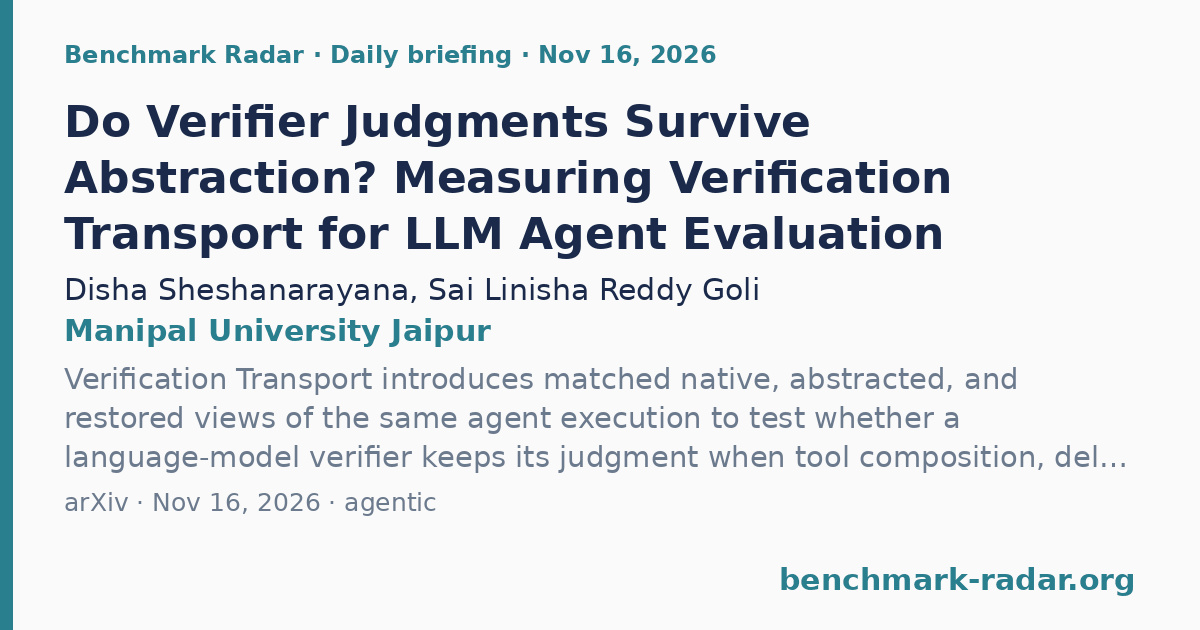 Benchmark Radar · Daily briefing · Nov 16, 2026
Do Verifier Judgments Survive
Abstraction? Measuring Verification
Transport for LLM Agent Evaluation
Disha Sheshanarayana, Sai Linisha Reddy Goli
Manipal University Jaipur
Verification Transport introduces matched native, abstracted, and
restored views of the same agent execution to test whether a
language-model verifier keeps its judgment when tool composition, del…
arXiv · Nov 16, 2026 · agentic
benchmark-radar.org